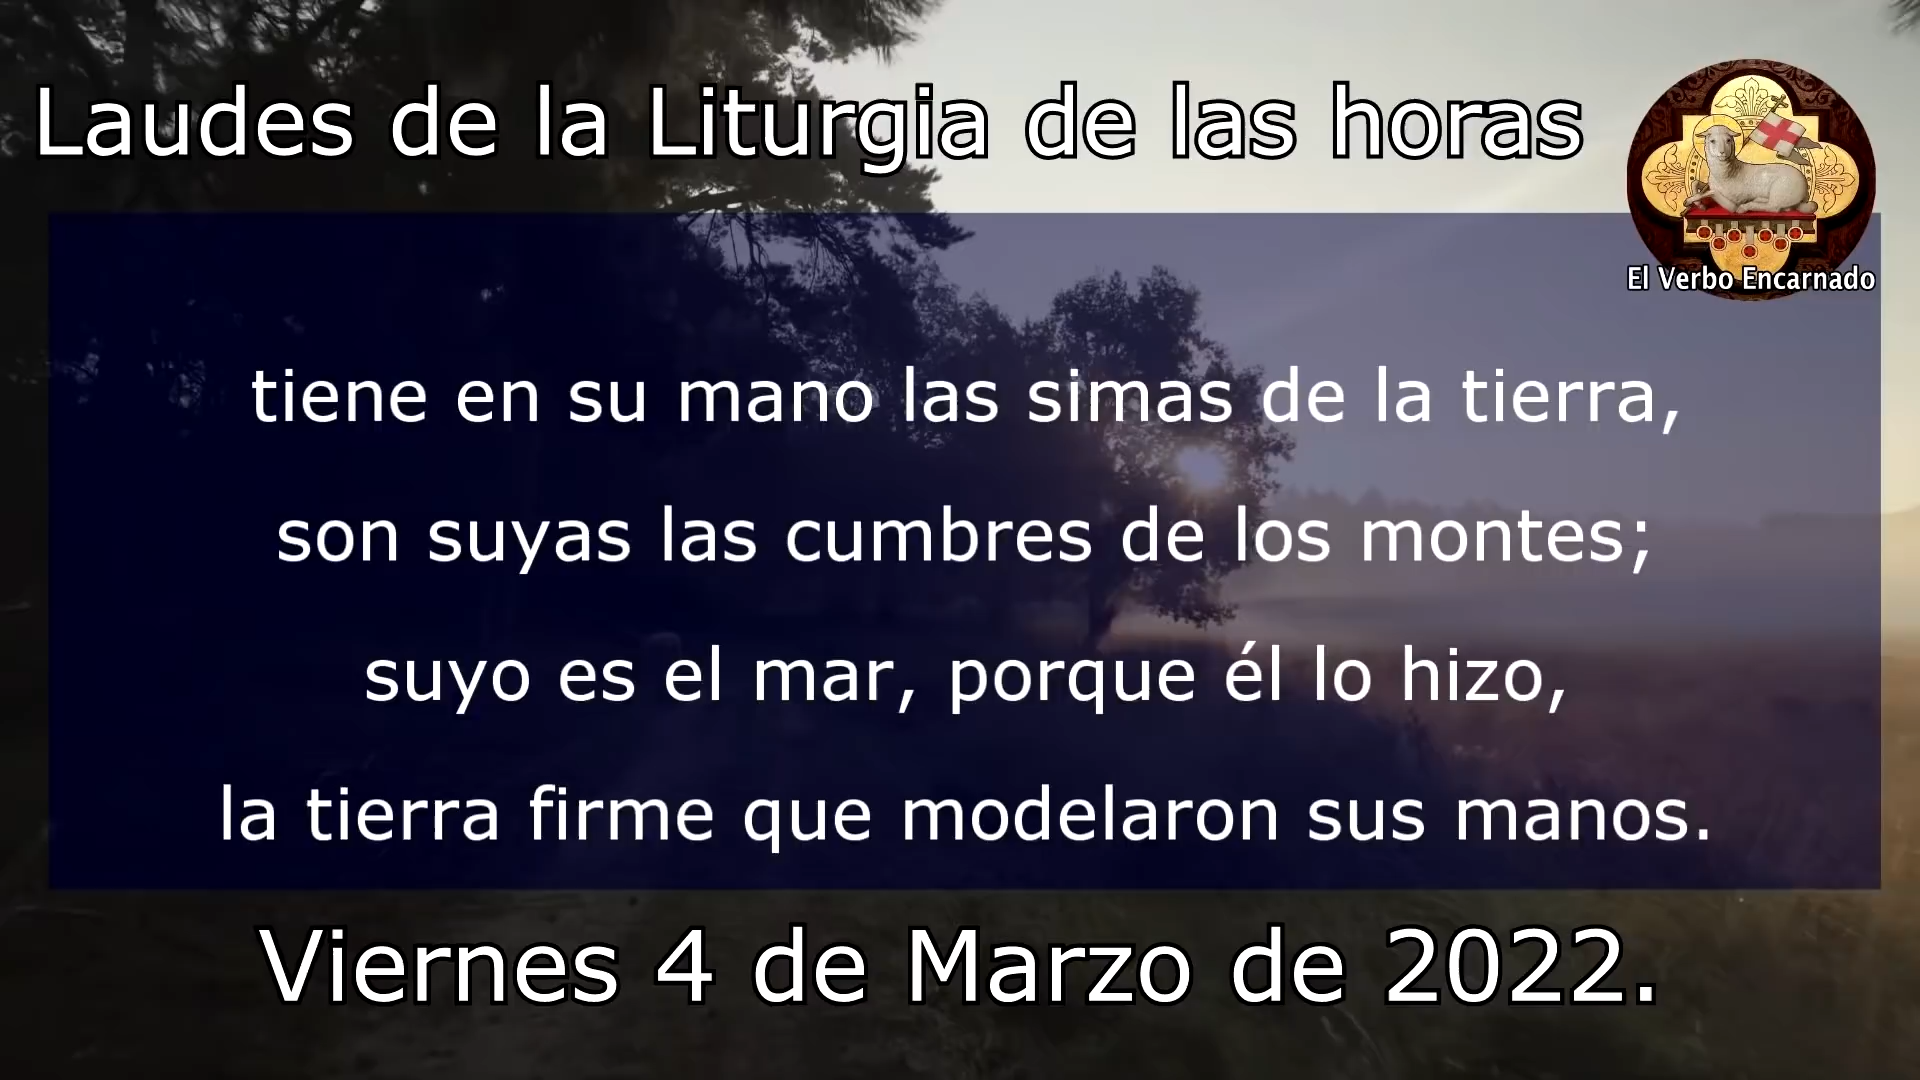 Laudes de la Liturgia de las horas
El Verbo Encarnado
tiene en su mano las simas de la tierra,
son suyas las cumbres de los montes;
suyo es el mar, porque él lo hizo,
la tierra firme que modelaron sus manos.
Viernes 4 de Marzo de 2022.